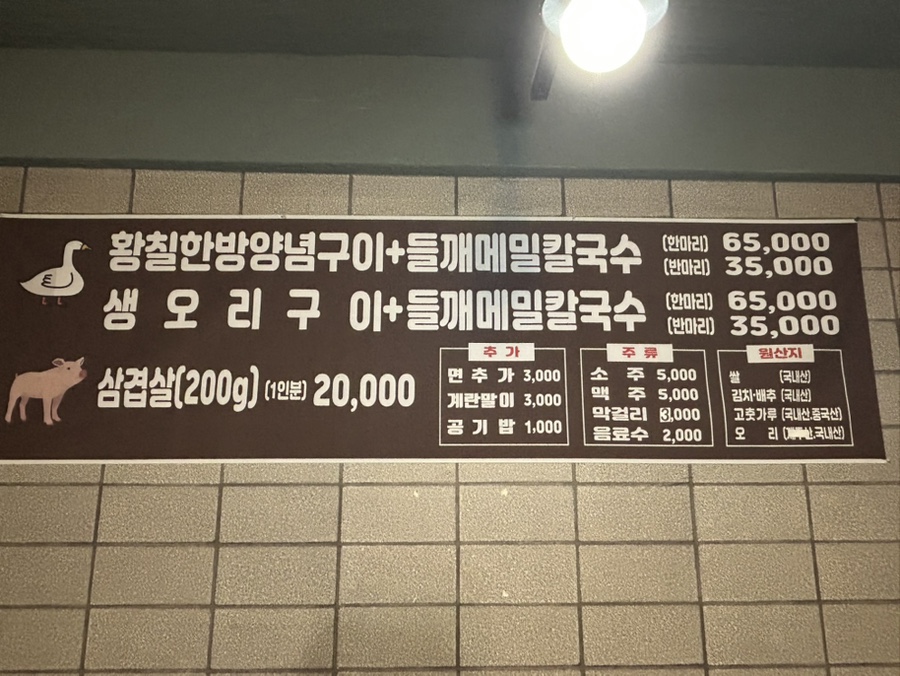 황칠한방양념구이+들깨메밀칼국수 (한마리) 65,000
(반마리) 35,000
생오리구이+들깨메밀칼국수 (한마리) 65,000
(반마리) 35,000
삼겹살(200g) (1인분) 20,000
추가
면추가 3,000
계란말이 3,000
공기밥 1,000
주류
소주 5,000
맥주 5,000
막걸리 3,000
음료수 2,000
원산지
쌀 (국내산)
김치·배추 (국내산)
고춧가루 (국내산.중국산)
오리 국내산)